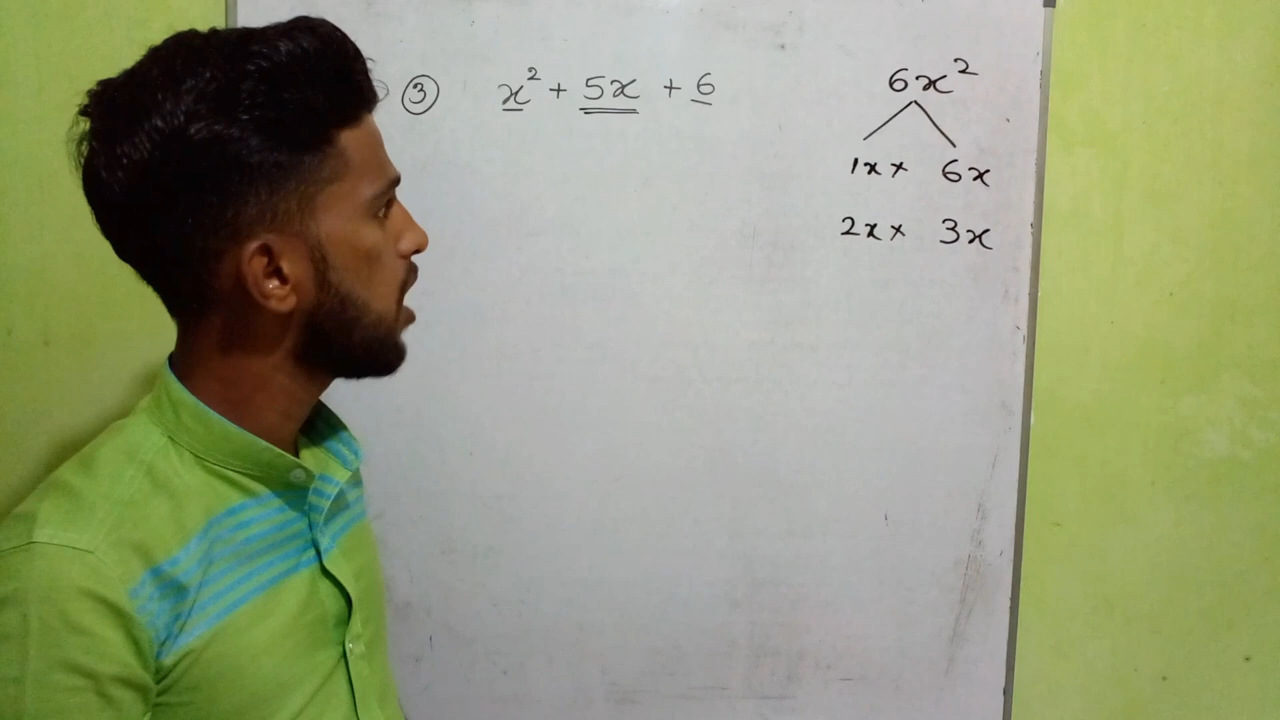 ③ x² + 5x + 6
6x²
1x × 6x
2x × 3x